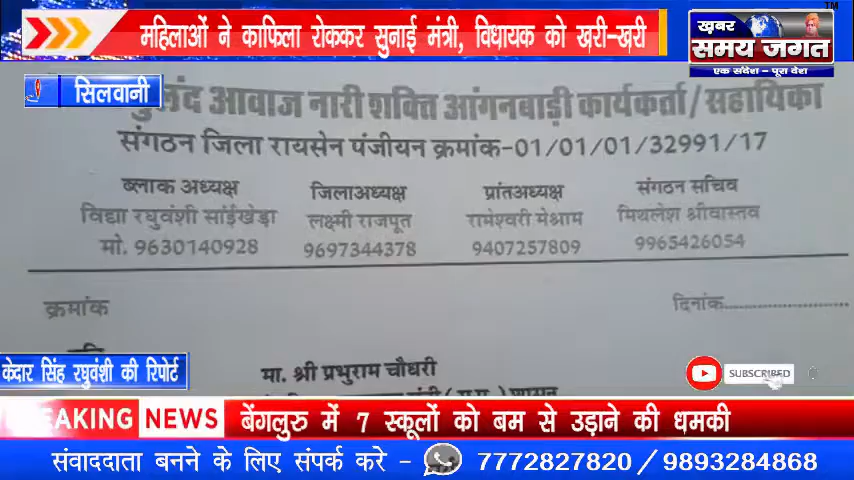 महिलाओं ने काफिला रोककर सुनाई मंत्री, विधायक को खरी-खरी
ख़बर
समय जगत
TM
एक संदेश - पूरा देश
सिलवानी
आवाज नारी शक्ति आंगनबाड़ी कार्यकर्ता/सहायिका
संगठन जिला रायसेन पंजीयन क्रमांक-01/01/01/32991/17
ब्लाक अध्यक्ष जिलाअध्यक्ष प्रांतअध्यक्ष संगठन सचिव
विद्या रघुवंशी सांईखेड़ा लक्ष्मी राजपूत रामेश्वरी मेश्राम मिथलेश श्रीवास्तव
मो. 9630140928 9697344378 9407257809 9965426054
क्रमांक दिनांक
केदार सिंह रघुवंशी की रिपोर्ट
मा. श्री प्रभुराम चौधरी
SUBSCRIBED
BREAKING NEWS
बेंगलुरु में 7 स्कूलों को बम से उड़ाने की धमकी
संवाददाता बनने के लिए संपर्क करे - 7772827820 / 9893284868